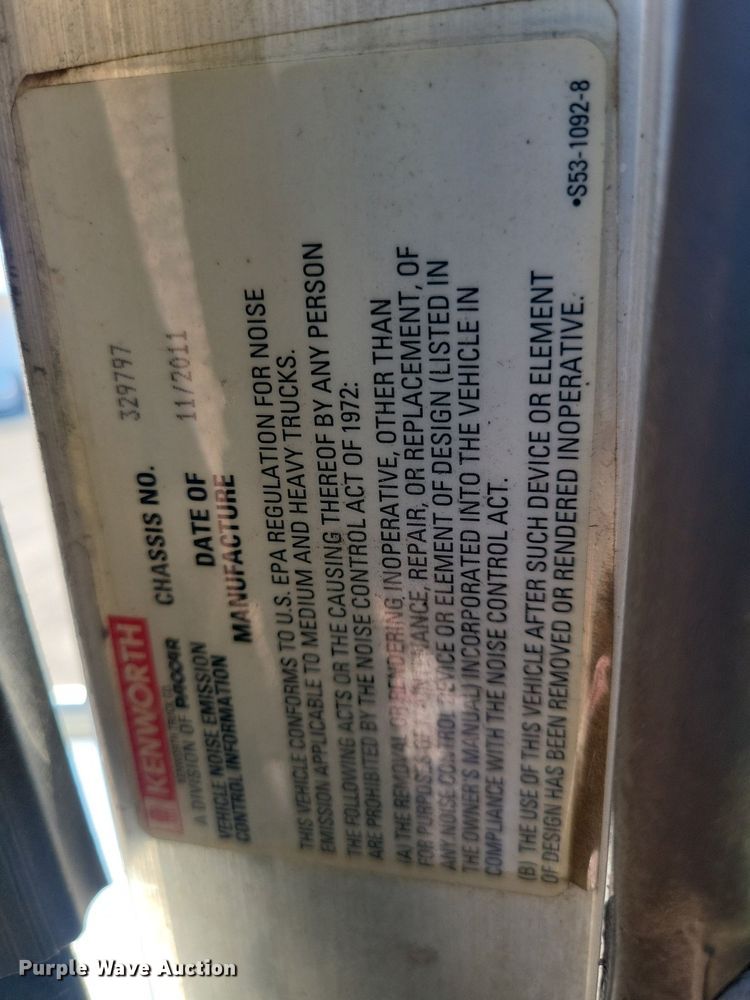 KENWORTH
KENWORTH TRUCK CO.
A DIVISION OF PACCAR
VEHICLE NOISE EMISSION
CONTROL INFORMATION
CHASSIS NO. 329797
DATE OF
MANUFACTURE 11/2011
THIS VEHICLE CONFORMS TO U.S. EPA REGULATION FOR NOISE
EMISSION APPLICABLE TO MEDIUM AND HEAVY TRUCKS.
THE FOLLOWING ACTS OR THE CAUSING THEREOF BY ANY PERSON
ARE PROHIBITED BY THE NOISE CONTROL ACT OF 1972:
(A) THE REMOVAL OR RENDERING INOPERATIVE, OTHER THAN
FOR PURPOSES OF MAINTENANCE, REPAIR, OR REPLACEMENT, OF
ANY NOISE CONTROL DEVICE OR ELEMENT OF DESIGN (LISTED IN
THE OWNER'S MANUAL) INCORPORATED INTO THE VEHICLE IN
COMPLIANCE WITH THE NOISE CONTROL ACT.
(B) THE USE OF THIS VEHICLE AFTER SUCH DEVICE OR ELEMENT
OF DESIGN HAS BEEN REMOVED OR RENDERED INOPERATIVE.
•S53-1092-8
Purple Wave Auction